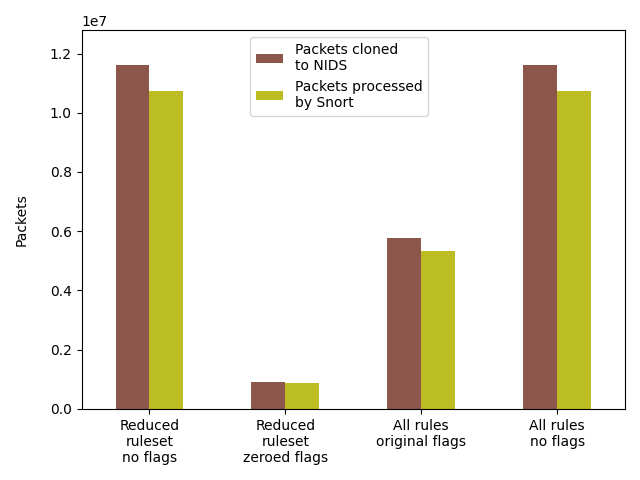 1e7
Packets cloned
to NIDS
Packets processed
by Snort
1.2
1.0
0.8
0.6
0.4
0.2
0.0
Packets
Reduced
ruleset
no flags
Reduced
ruleset
zeroed flags
All rules
original flags
All rules
no flags